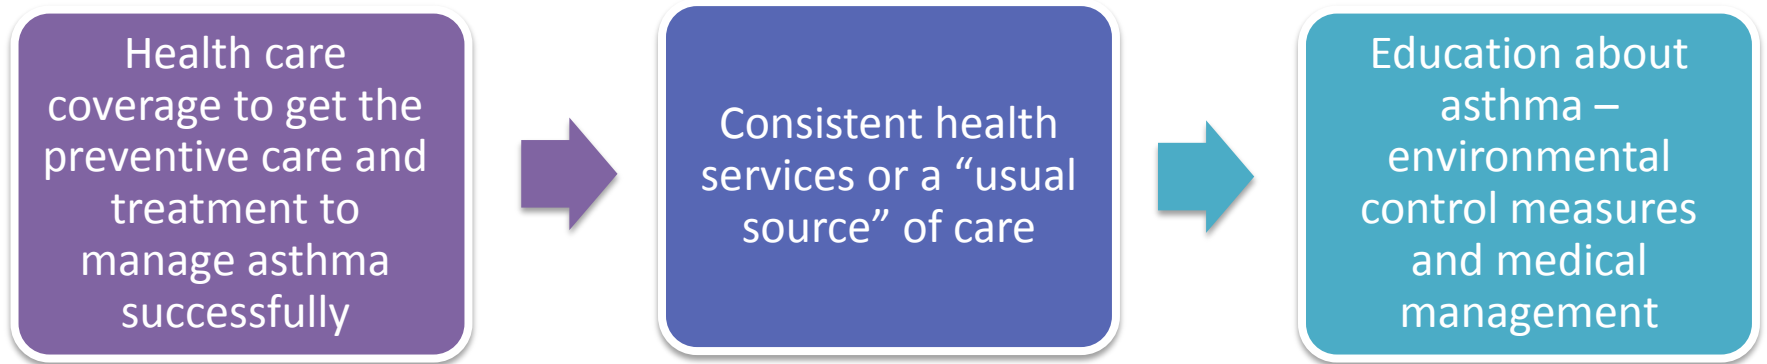 Health care
coverage to get the
preventive care and
treatment to
manage asthma
successfully
Consistent health
services or a “usual
source” of care
Education about
asthma –
environmental
control measures
and medical
management